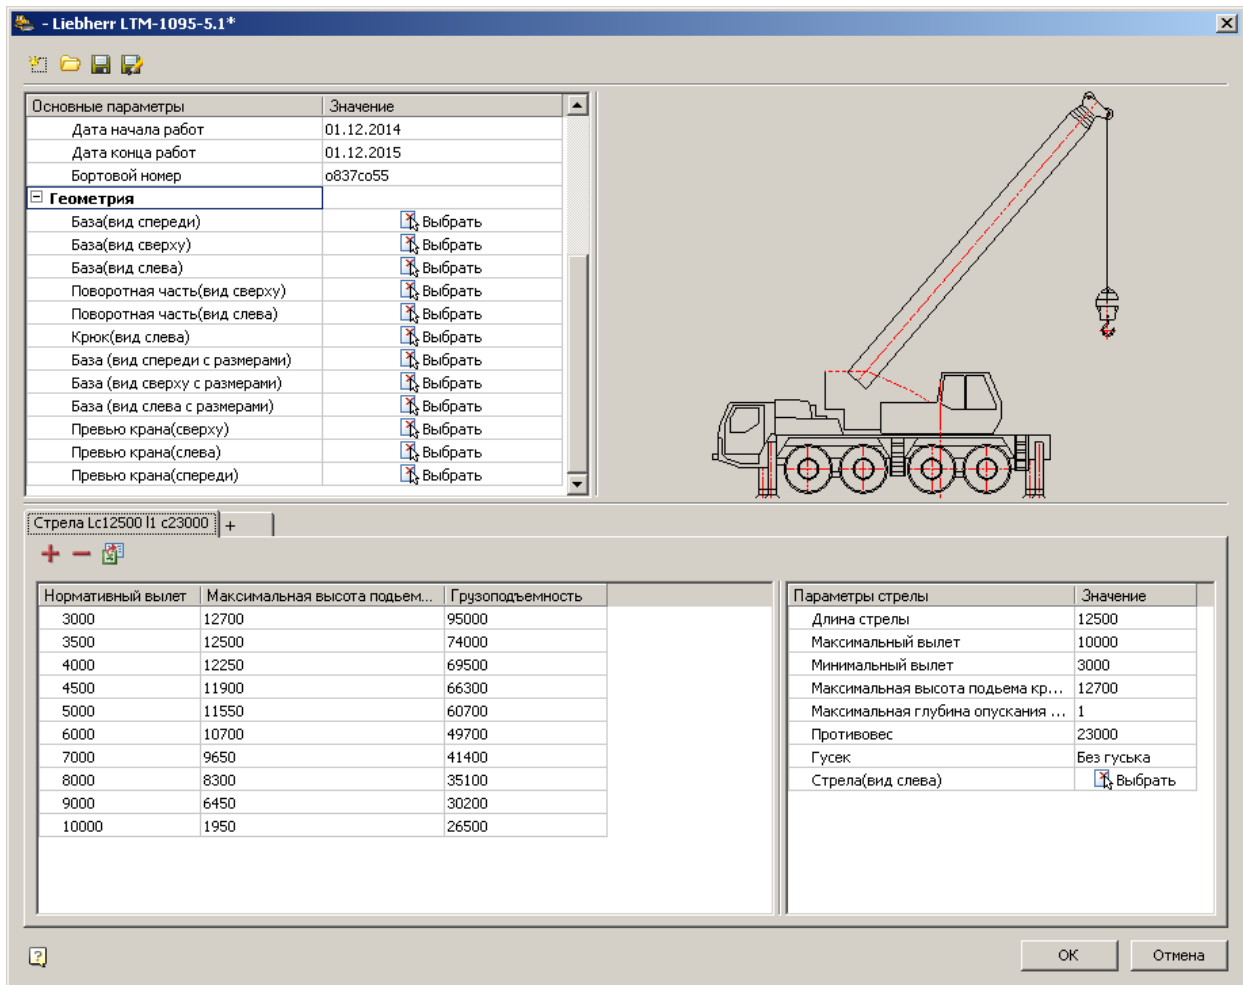 - Liebherr LTM-1095-5.1*
Основные параметры Значение
Дата начала работ 01.12.2014
Дата конца работ 01.12.2015
Бортовой номер о837со55
Геометрия
База(вид спереди) Выбрать
База(вид сверху) Выбрать
База(вид слева) Выбрать
Поворотная часть(вид сверху) Выбрать
Поворотная часть(вид слева) Выбрать
Крюк(вид слева) Выбрать
База (вид спереди с размерами) Выбрать
База (вид сверху с размерами) Выбрать
База (вид слева с размерами) Выбрать
Превью крана(сверху) Выбрать
Превью крана(слева) Выбрать
Превью крана(спереди) Выбрать
Стрела Lc12500 l1 c23000 +
Нормативный вылет Максимальная высота подьем... Грузоподъемность
3000 12700 95000
3500 12500 74000
4000 12250 69500
4500 11900 66300
5000 11550 60700
6000 10700 49700
7000 9650 41400
8000 8300 35100
9000 6450 30200
10000 1950 26500
Параметры стрелы Значение
Длина стрелы 12500
Максимальный вылет 10000
Минимальный вылет 3000
Максимальная высота подьема кр... 12700
Максимальная глубина опускания ... 1
Противовес 23000
Гусек Без гуська
Стрела(вид слева) Выбрать
?
ОК Отмена